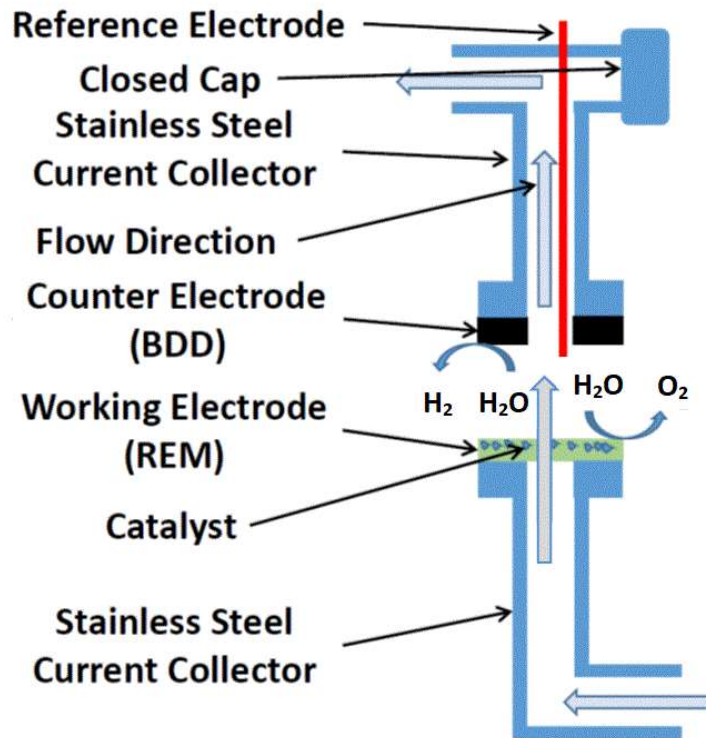 Reference Electrode
Closed Cap
Stainless Steel
Current Collector
Flow Direction
Counter Electrode
(BDD)
H₂ H₂O H₂O O₂
Working Electrode
(REM)
Catalyst
Stainless Steel
Current Collector